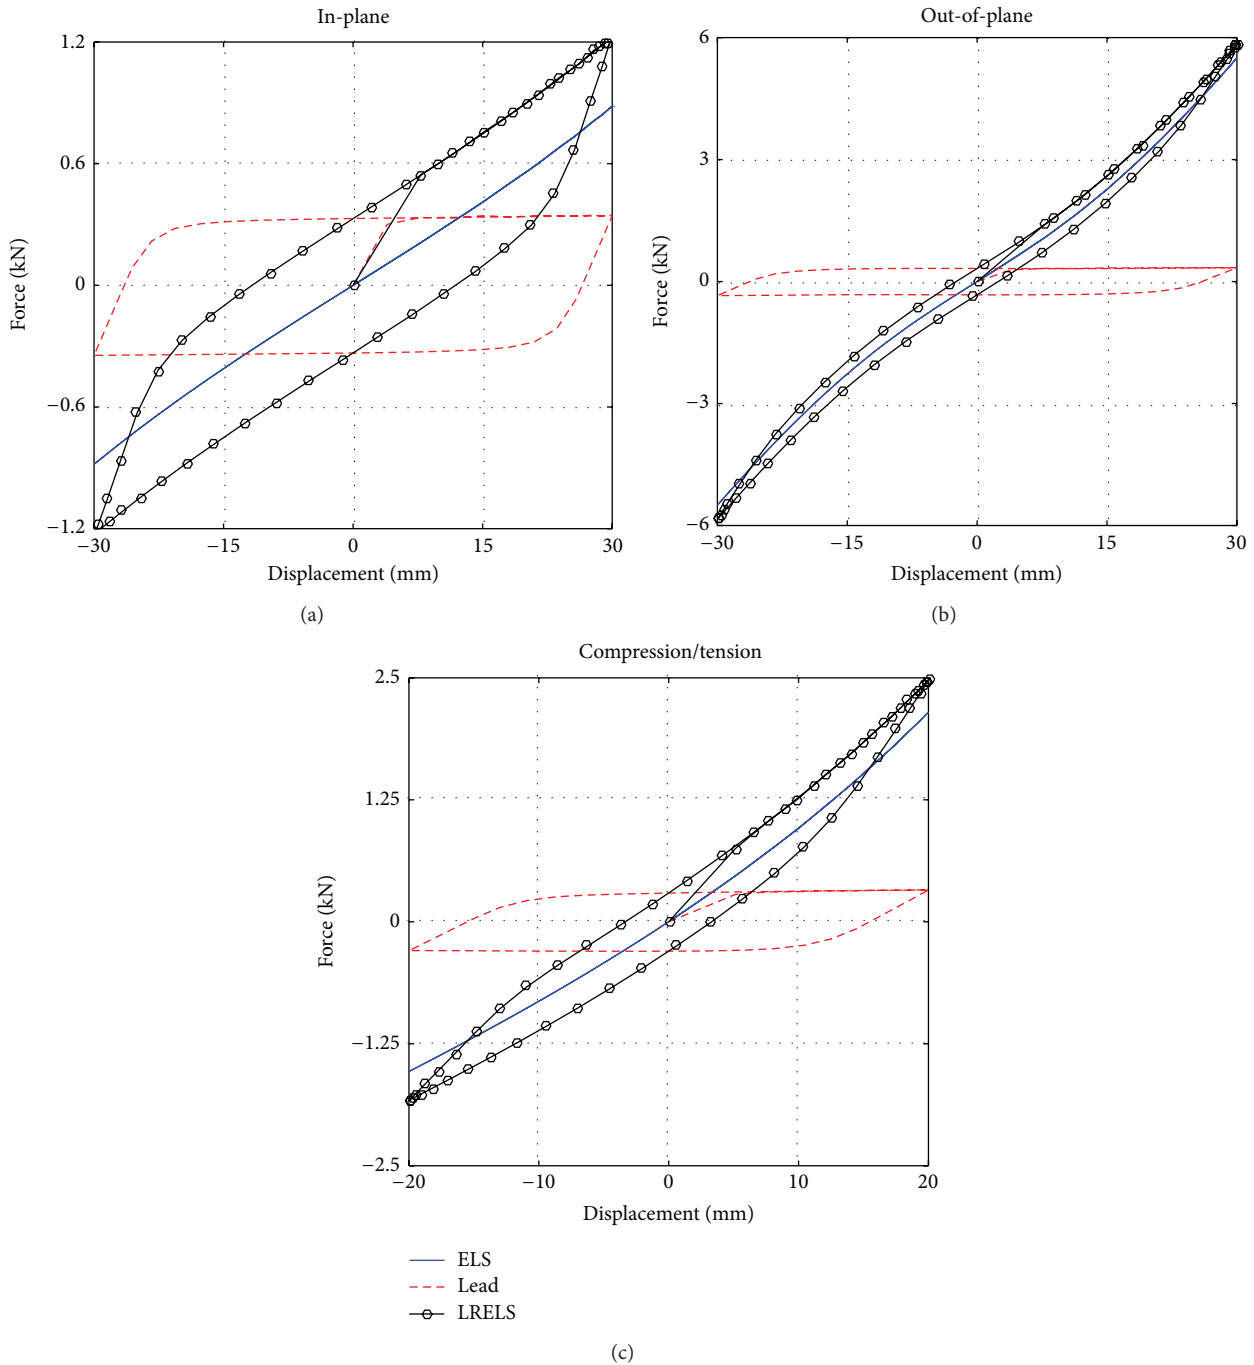 In-plane
1.2
0.6
0
−0.6
−1.2
Force (kN)
−30
−15
0
15
30
Displacement (mm)
(a)
Out-of-plane
6
3
0
−3
−6
Force (kN)
−30
−15
0
15
30
Displacement (mm)
(b)
Compression/tension
2.5
1.25
0
−1.25
−2.5
Force (kN)
−20
−10
0
10
20
Displacement (mm)
ELS
Lead
LRELS
(c)